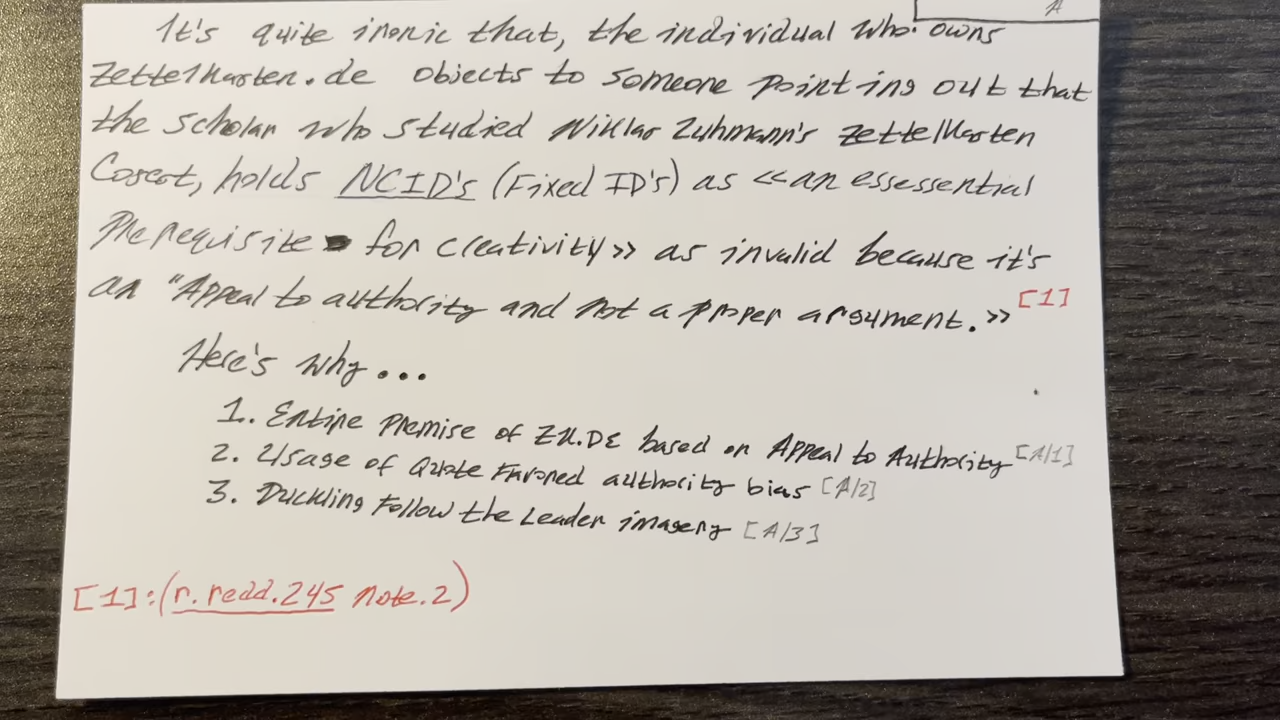 A
It's quite ironic that, the individual who owns
Zettelkasten.de objects to someone pointing out that
the scholar who studied Niklas Luhmann's Zettelkasten
Closest, holds NCID's (Fixed ID's) as <<an essessential
Prerequisite for creativity>> as invalid because it's
an "Appeal to authority and not a proper argument.>> [1]
Here's why...
1. Entire premise of ZK.DE based on Appeal to Authority [A/1]
2. Usage of Quote Favored authority bias [A/2]
3. Duckling Follow the Leader imagery [A/3]
[1]:(r.redd.245 note.2)